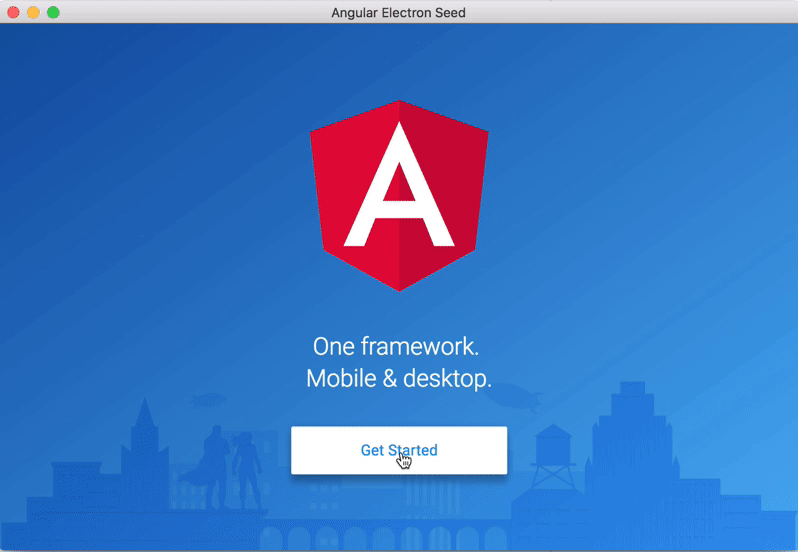 Angular Electron Seed
A
One framework.
Mobile & desktop.
Get Started